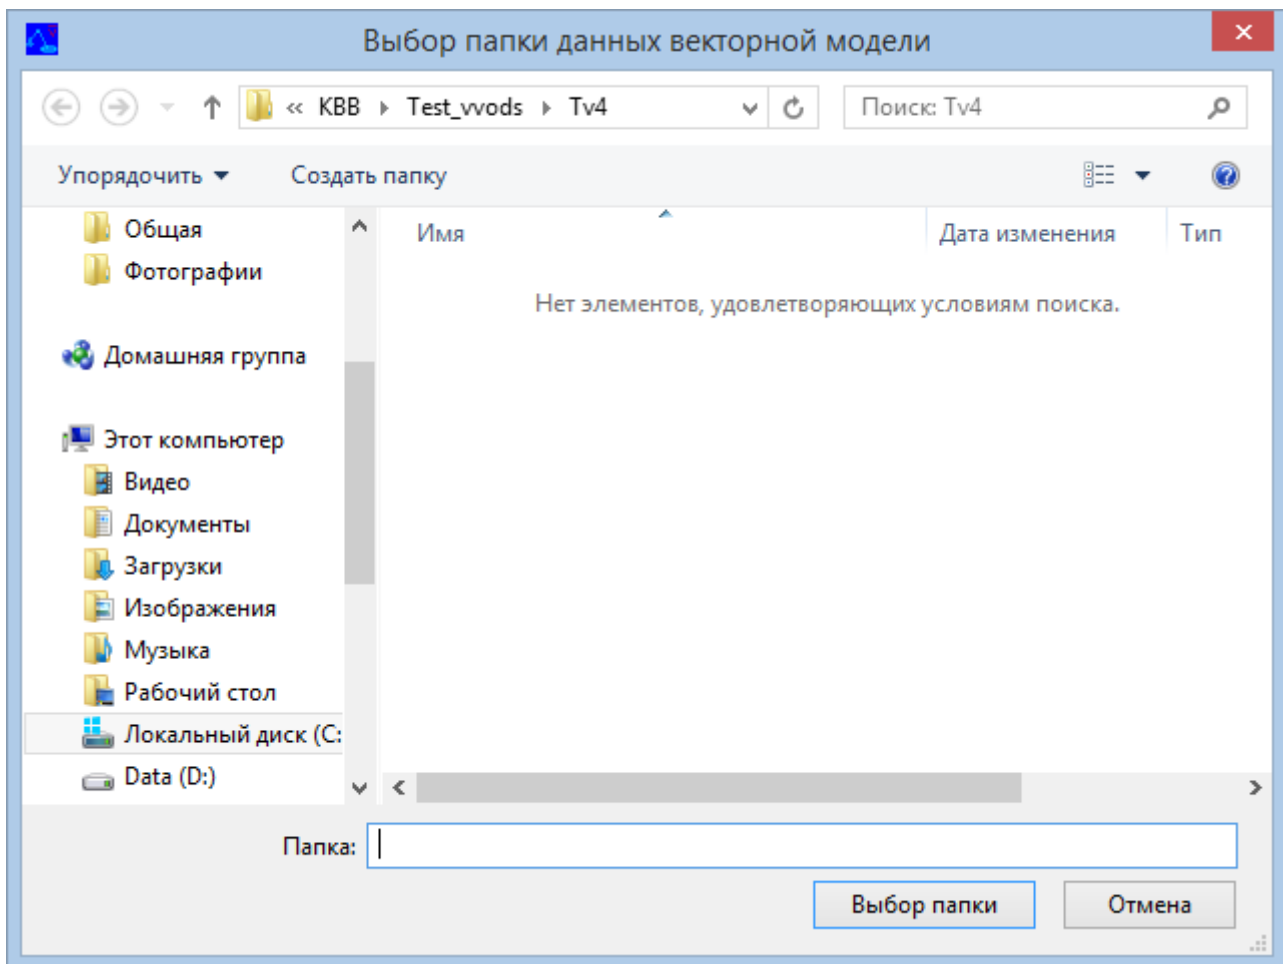 Выбор папки данных векторной модели
« KBB Test_vvods Tv4
Поиск: Tv4
Упорядочить Создать папку
Общая
Фотографии
Домашняя группа
Этот компьютер
Видео
Документы
Загрузки
Изображения
Музыка
Рабочий стол
Локальный диск (C:
Data (D:)
Имя Дата изменения Тип
Нет элементов, удовлетворяющих условиям поиска.
Папка:
Выбор папки Отмена